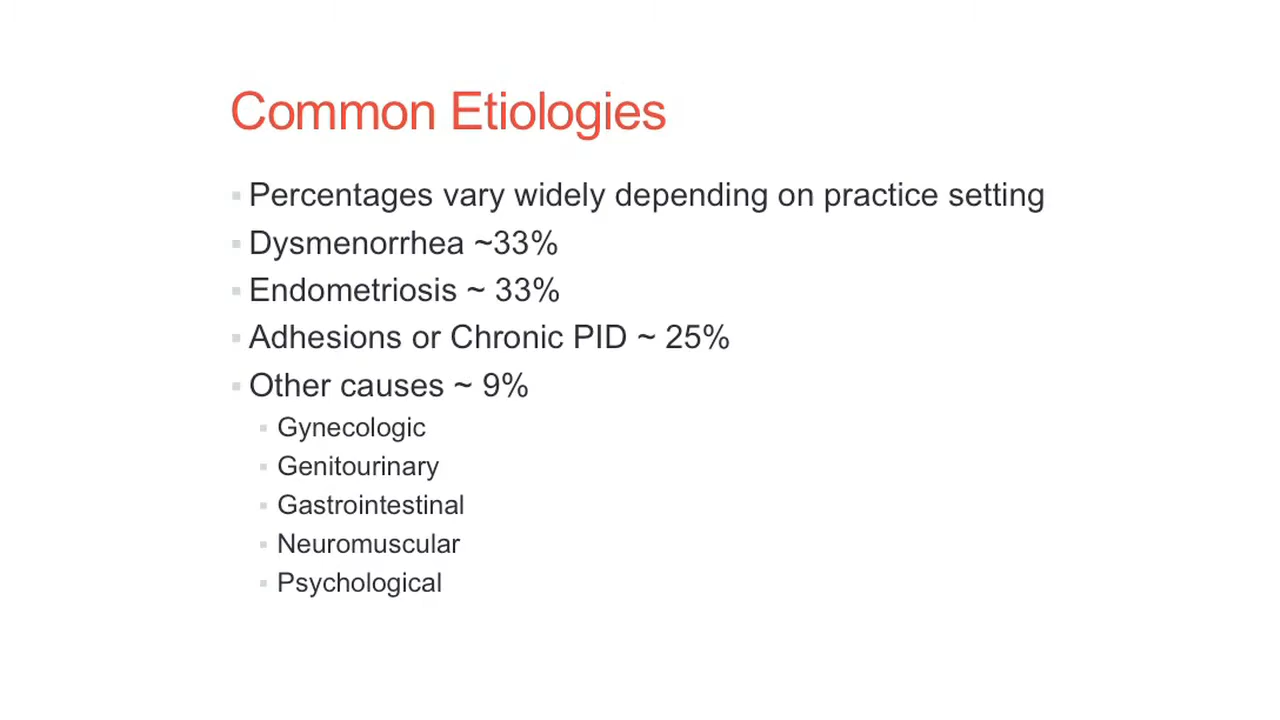 Common Etiologies
Percentages vary widely depending on practice setting
Dysmenorrhea ~33%
Endometriosis ~ 33%
Adhesions or Chronic PID ~ 25%
Other causes ~ 9%
Gynecologic
Genitourinary
Gastrointestinal
Neuromuscular
Psychological